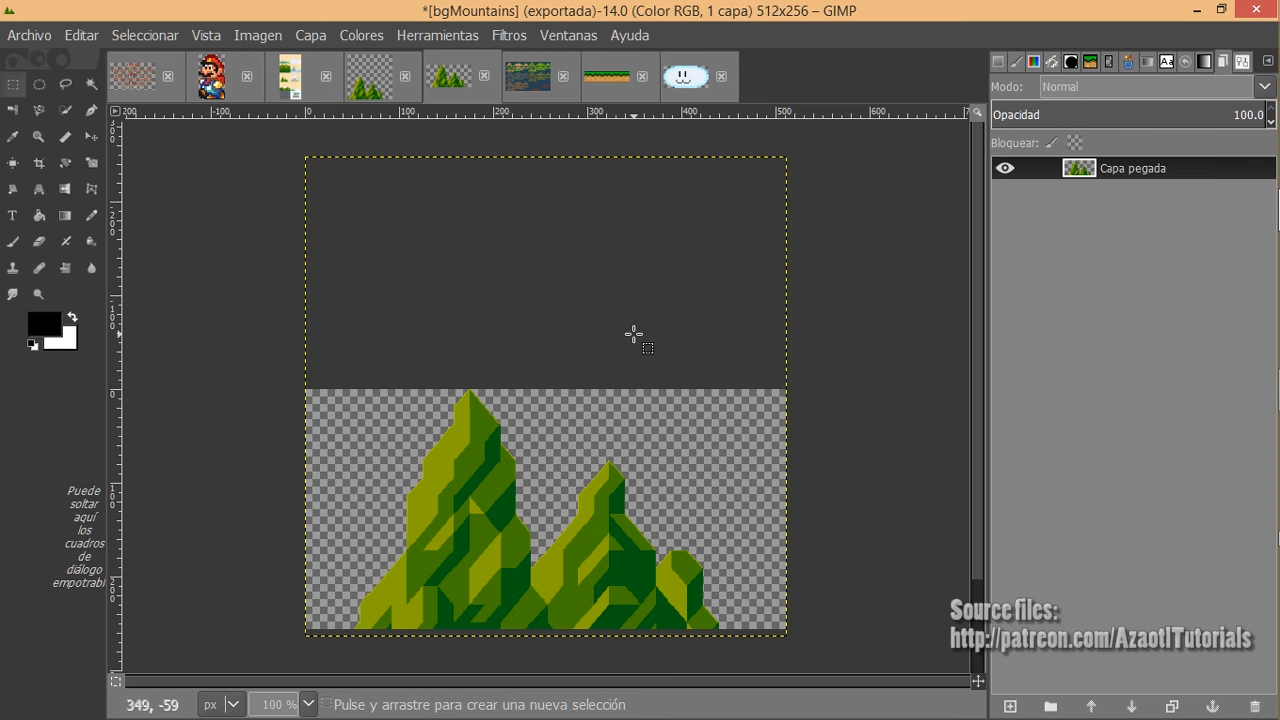 *[bgMountains] (exportada)-14.0 (Color RGB, 1 capa) 512x256 – GIMP
Archivo Editar Seleccionar Vista Imagen Capa Colores Herramientas Filtros Ventanas Ayuda
Modo: Normal
Opacidad 100.0
Bloquear:
Capa pegada
Puede
soltar
aquí
los
cuadros
de
diálogo
empotrabl
Source files:
http://patreon.com/AzaotlTutorials
349, -59 px 100 % Pulse y arrastre para crear una nueva selección